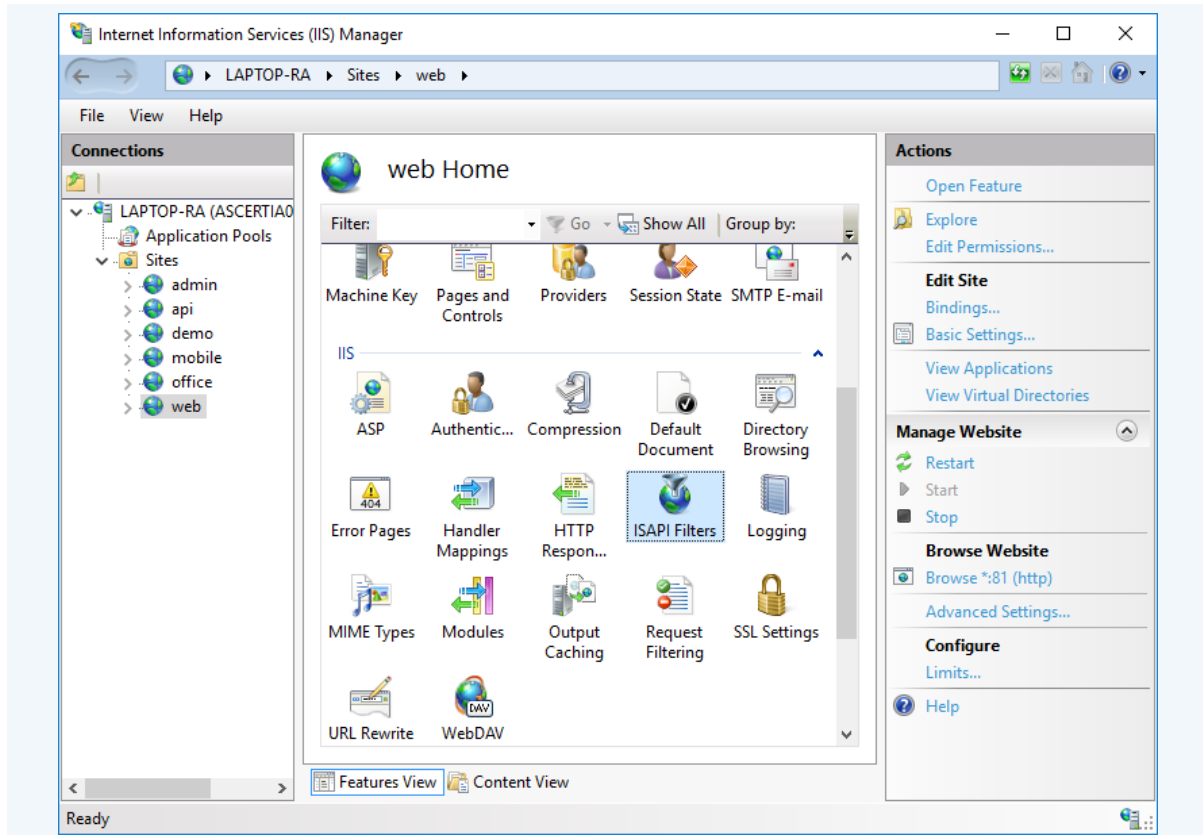 Internet Information Services (IIS) Manager
LAPTOP-RA Sites web
File View Help
Connections
LAPTOP-RA (ASCERTIA0
Application Pools
Sites
admin
api
demo
mobile
office
web
web Home
Filter: Go Show All Group by:
Machine Key Pages and Controls Providers Session State SMTP E-mail
IIS
ASP Authentic... Compression Default Document Directory Browsing
404
Error Pages Handler Mappings HTTP Respon... ISAPI Filters Logging
MIME Types Modules Output Caching Request Filtering SSL Settings
DAV
URL Rewrite WebDAV
Features View Content View
Actions
Open Feature
Explore
Edit Permissions...
Edit Site
Bindings...
Basic Settings...
View Applications
View Virtual Directories
Manage Website
Restart
Start
Stop
Browse Website
Browse *:81 (http)
Advanced Settings...
Configure
Limits...
Help
Ready